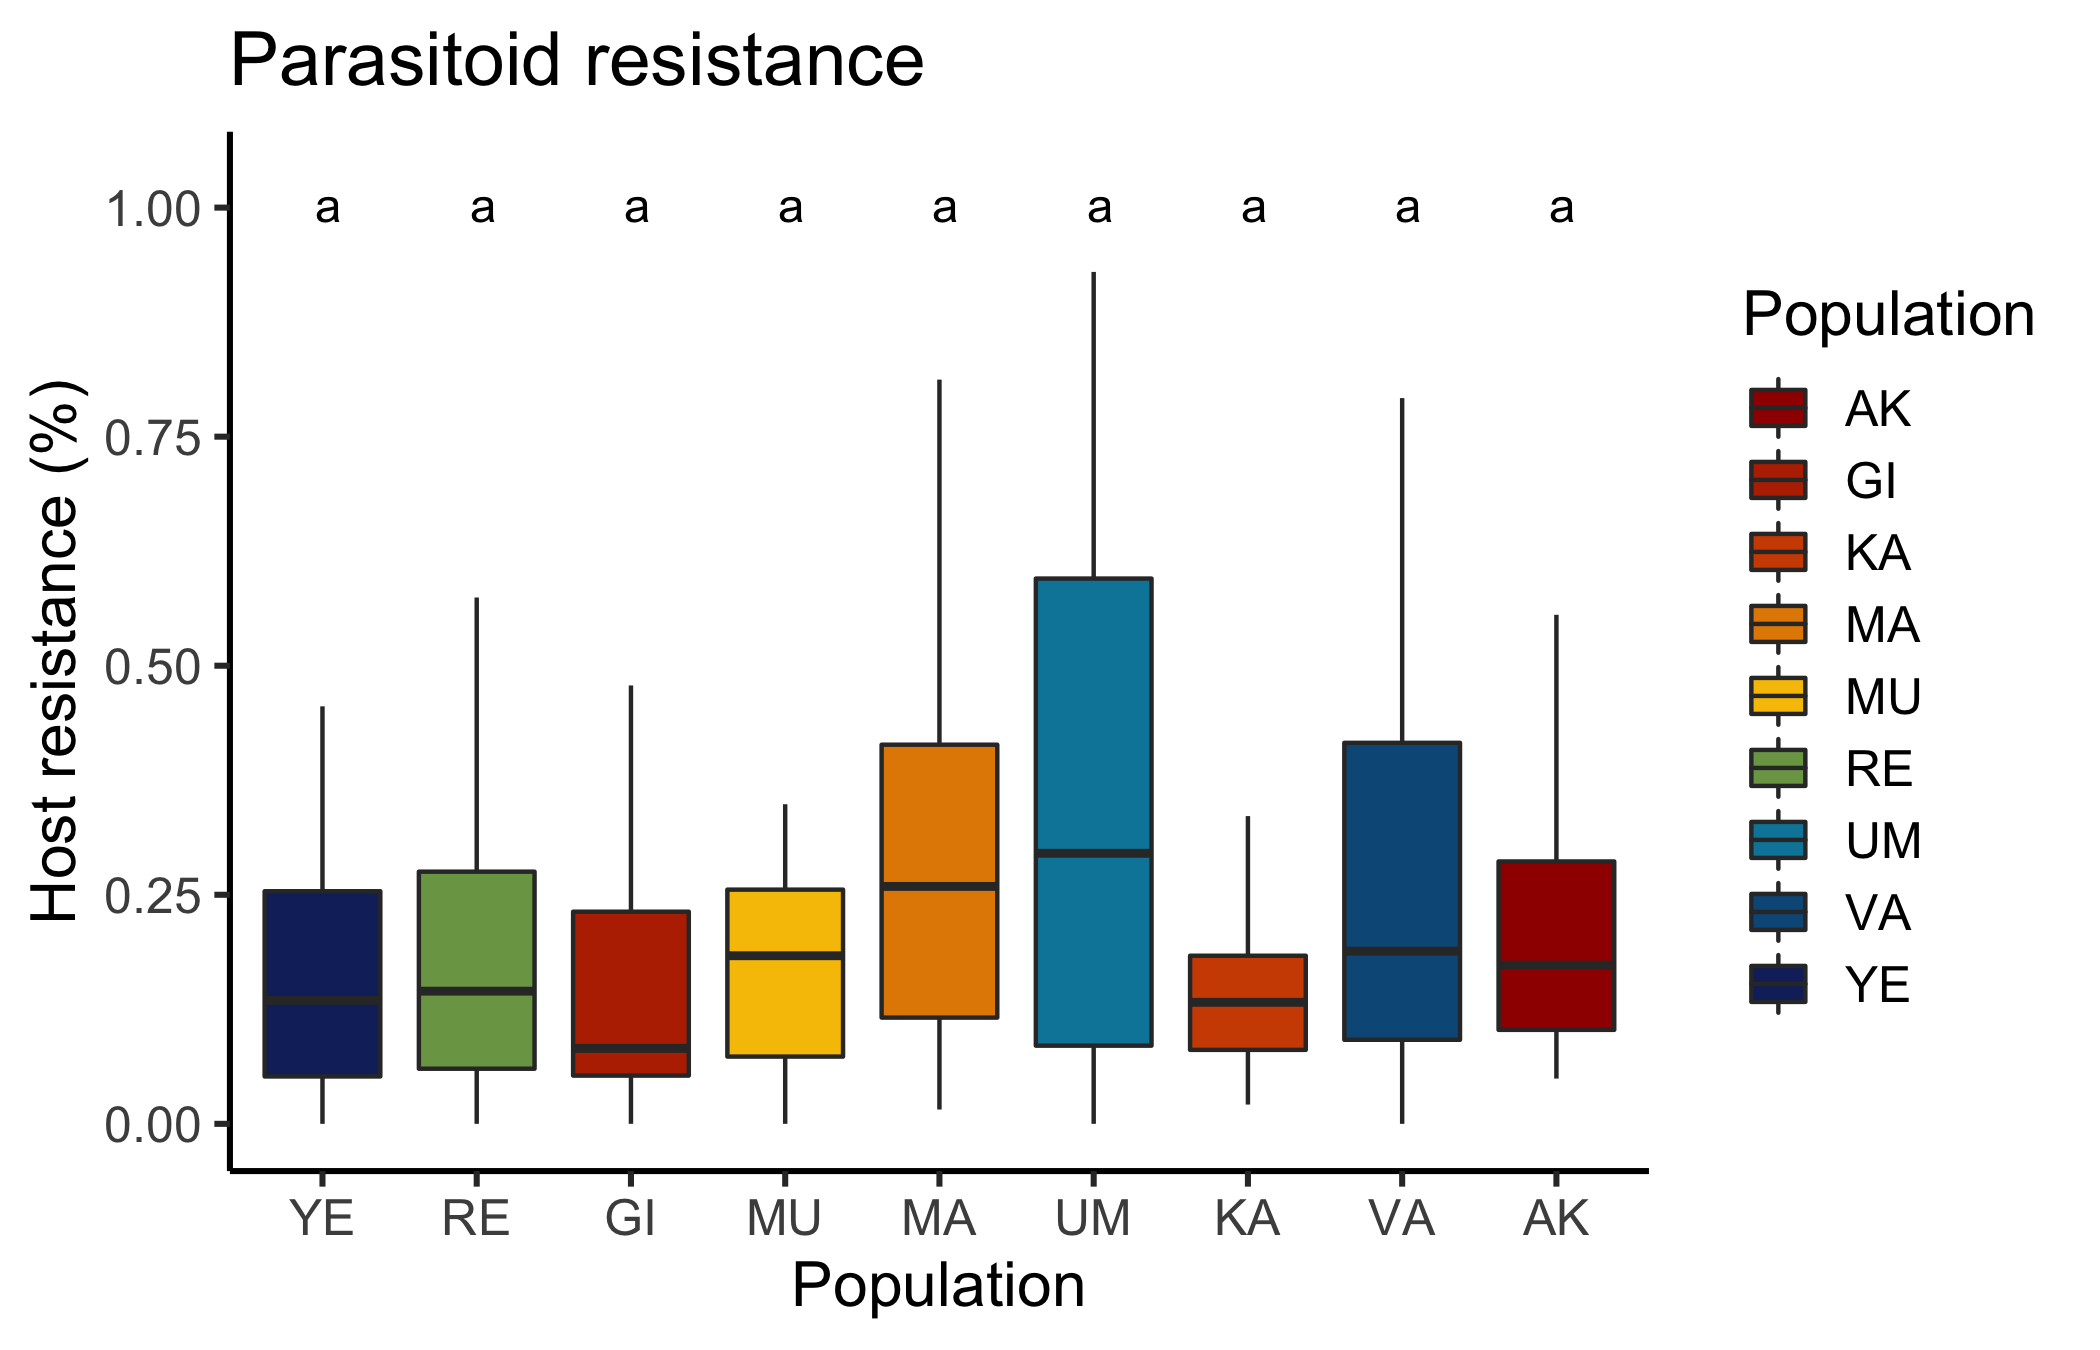 Parasitoid resistance
Host resistance (%)
1.00
0.75
0.50
0.25
0.00
a a a a a a a a a
YE RE GI MU MA UM KA VA AK
Population
Population
AK
GI
KA
MA
MU
RE
UM
VA
YE